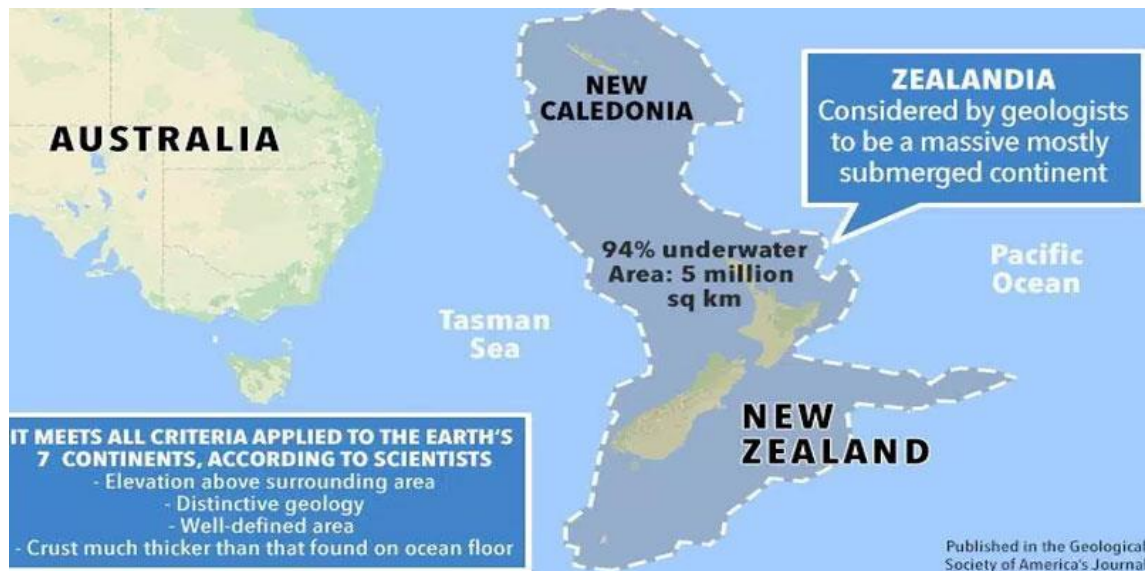 AUSTRALIA
NEW
CALEDONIA
ZEALANDIA
Considered by geologists
to be a massive mostly
submerged continent
94% underwater
Area: 5 million
sq km
Pacific
Ocean
Tasman
Sea
NEW
ZEALAND
IT MEETS ALL CRITERIA APPLIED TO THE EARTH'S
7 CONTINENTS, ACCORDING TO SCIENTISTS
- Elevation above surrounding area
- Distinctive geology
- Well-defined area
- Crust much thicker than that found on ocean floor
Published in the Geological
Society of America's Journal